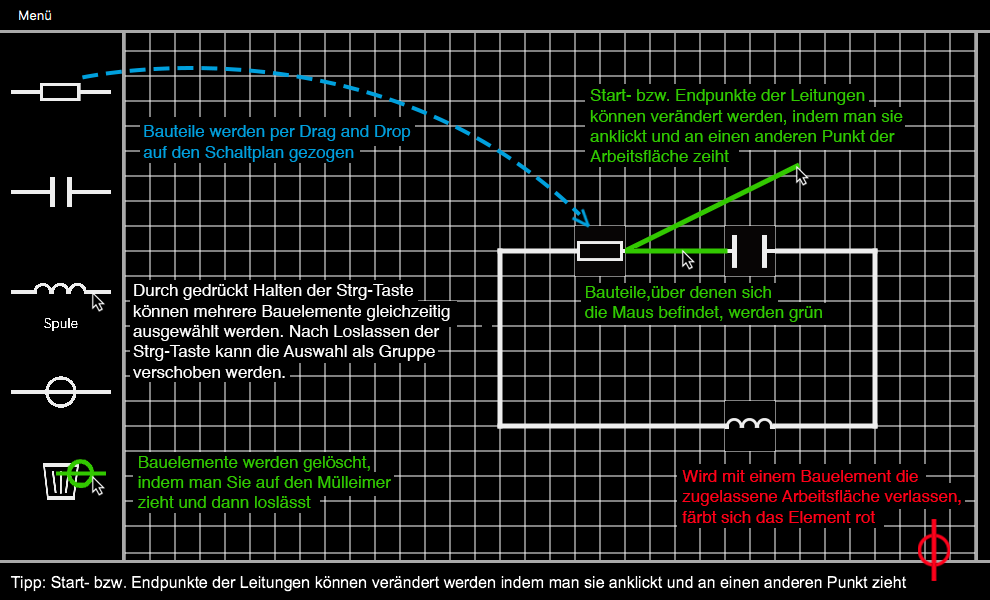 Menü
Start- bzw. Endpunkte der Leitungen
können verändert werden, indem man sie
anklickt und an einen anderen Punkt der
Arbeitsfläche zeiht
Bauteile werden per Drag and Drop
auf den Schaltplan gezogen
Durch gedrückt Halten der Strg-Taste
können mehrere Bauelemente gleichzeitig
ausgewählt werden. Nach Loslassen der
Strg-Taste kann die Auswahl als Gruppe
verschoben werden.
Bauteile,über denen sich
die Maus befindet, werden grün
Spule
Bauelemente werden gelöscht,
indem man Sie auf den Mülleimer
zieht und dann loslässt
Wird mit einem Bauelement die
zugelassene Arbeitsfläche verlassen,
färbt sich das Element rot
Tipp: Start- bzw. Endpunkte der Leitungen können verändert werden indem man sie anklickt und an einen anderen Punkt zieht